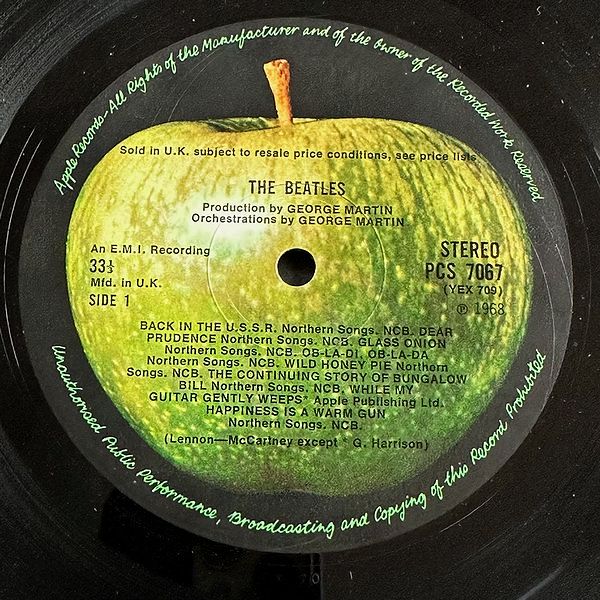 Apple Records-All Rights of the Manufacturer and of the Owner of the Recorded Work Reserved
Sold in U.K. subject to resale price conditions, see price lists
THE BEATLES
Production by GEORGE MARTIN
Orchestrations by GEORGE MARTIN
An E.M.I. Recording
33⅓
Mfd. in U.K.
SIDE 1
STEREO
PCS 7067
(YEX 709)
℗ 1968
BACK IN THE U.S.S.R. Northern Songs. NCB. DEAR
PRUDENCE Northern Songs. NCB. GLASS ONION
Northern Songs. NCB. OB-LA-DI, OB-LA-DA
Northern Songs. NCB. WILD HONEY PIE Northern
Songs. NCB. THE CONTINUING STORY OF BUNGALOW
BILL Northern Songs. NCB. WHILE MY
GUITAR GENTLY WEEPS* Apple Publishing Ltd.
HAPPINESS IS A WARM GUN
Northern Songs. NCB.
(Lennon—McCartney except * G. Harrison)
Unauthorised Public Performance, Broadcasting and Copying of this Record Prohibited